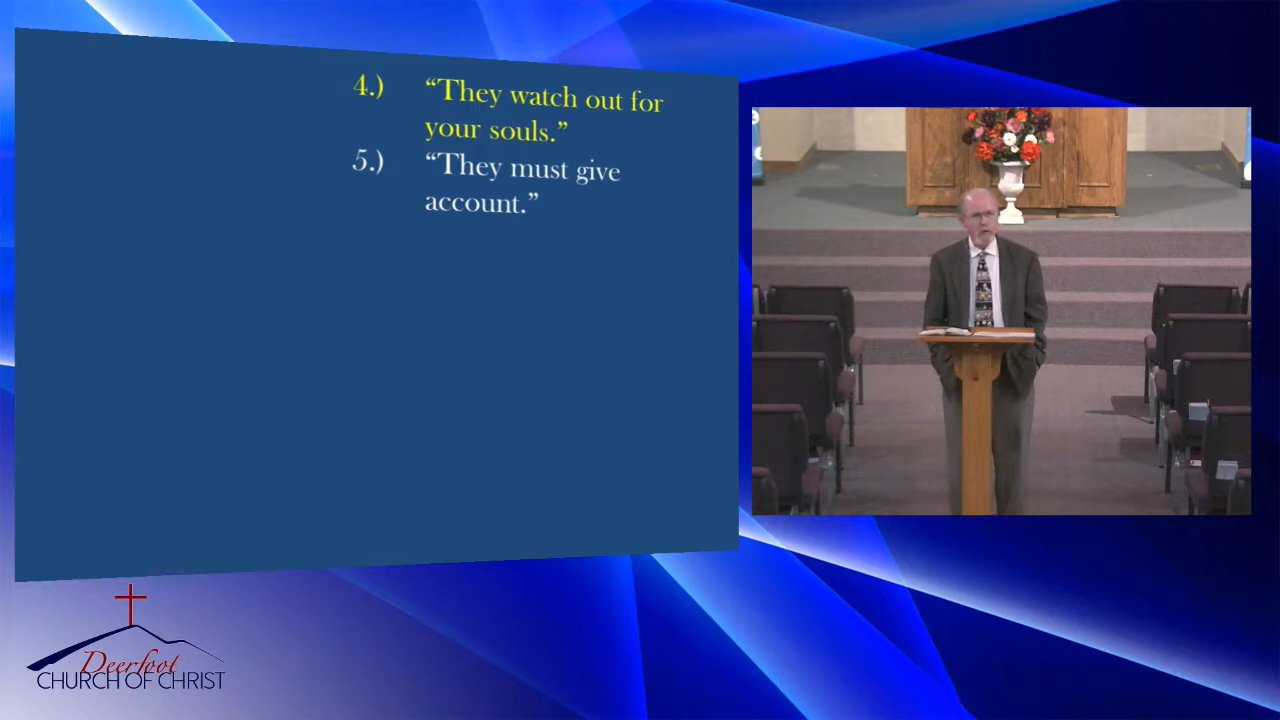 4.) “They watch out for
your souls.”
5.) “They must give
account.”
Deerfoot
CHURCH OF CHRIST